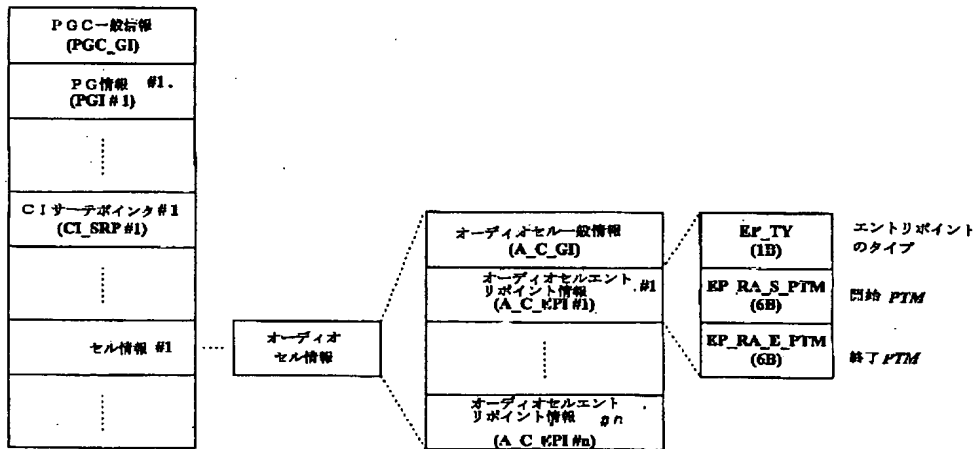 PGC一般情報
(PGC_GI)
PG情報 #1.
(PGI #1)
CIサーチポインタ#1
(CI_SRP #1)
セル情報 #1
オーディオ
セル情報
オーディオセル一般情報
(A_C_GI)
オーディオセルエント
リポイント情報 #1
(A_C_EPI #1)
オーディオセルエント
リポイント情報 #n
(A_C_EPI #n)
EP_TY
(1B)
EP_RA_S_PTM
(6B)
EP_RA_E_PTM
(6B)
エントリポイント
のタイプ
開始 PTM
終了 PTM